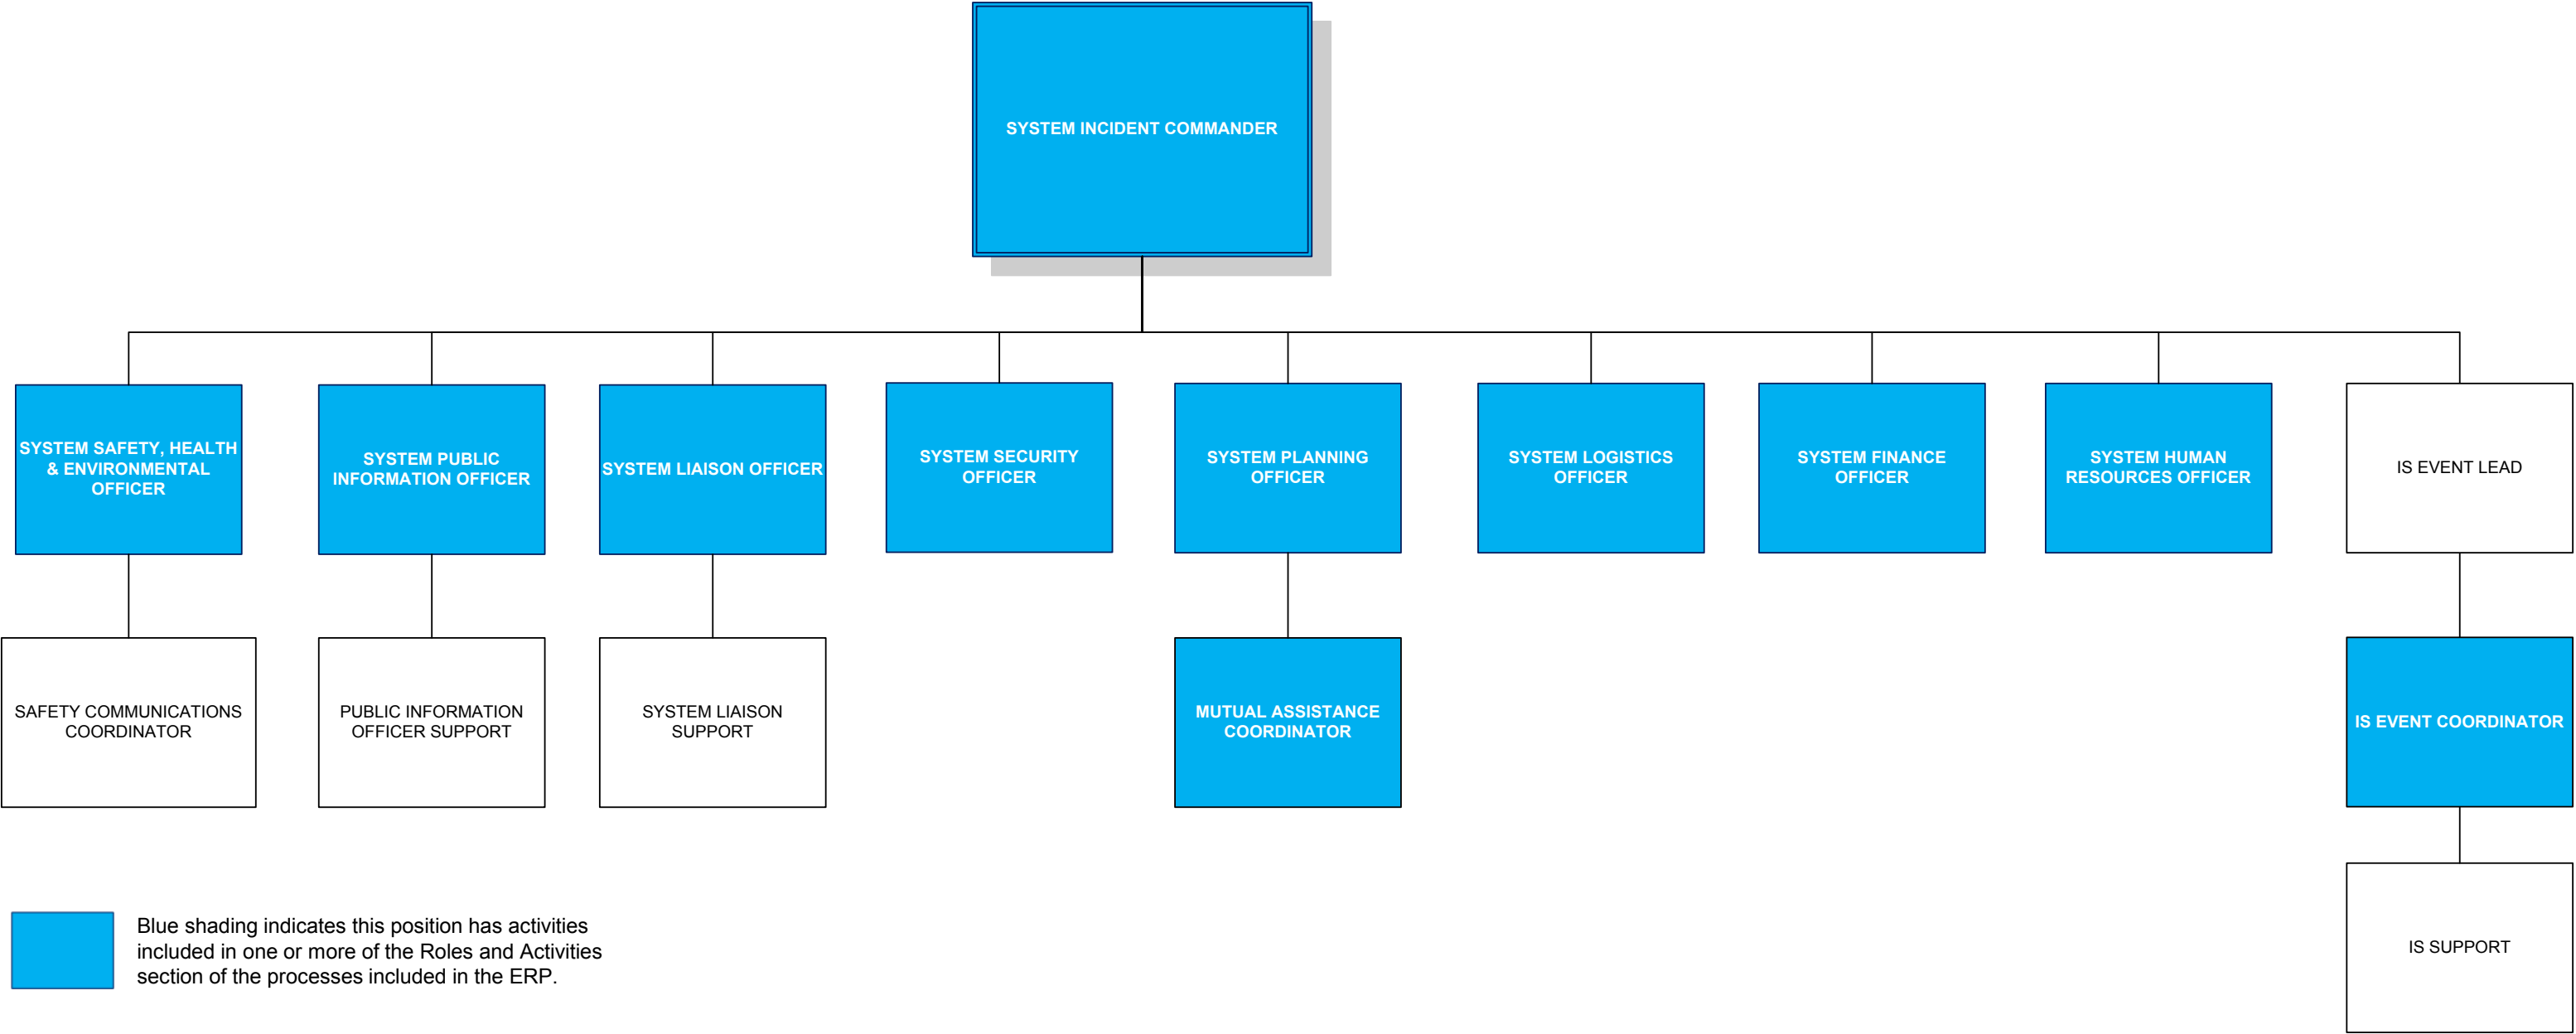 SYSTEM INCIDENT COMMANDER
SYSTEM SAFETY, HEALTH
& ENVIRONMENTAL
OFFICER
SYSTEM PUBLIC
INFORMATION OFFICER
SYSTEM LIAISON OFFICER
SYSTEM SECURITY
OFFICER
SYSTEM PLANNING
OFFICER
SYSTEM LOGISTICS
OFFICER
SYSTEM FINANCE
OFFICER
SYSTEM HUMAN
RESOURCES OFFICER
IS EVENT LEAD
SAFETY COMMUNICATIONS
COORDINATOR
PUBLIC INFORMATION
OFFICER SUPPORT
SYSTEM LIAISON
SUPPORT
MUTUAL ASSISTANCE
COORDINATOR
IS EVENT COORDINATOR
IS SUPPORT
Blue shading indicates this position has activities
included in one or more of the Roles and Activities
section of the processes included in the ERP.